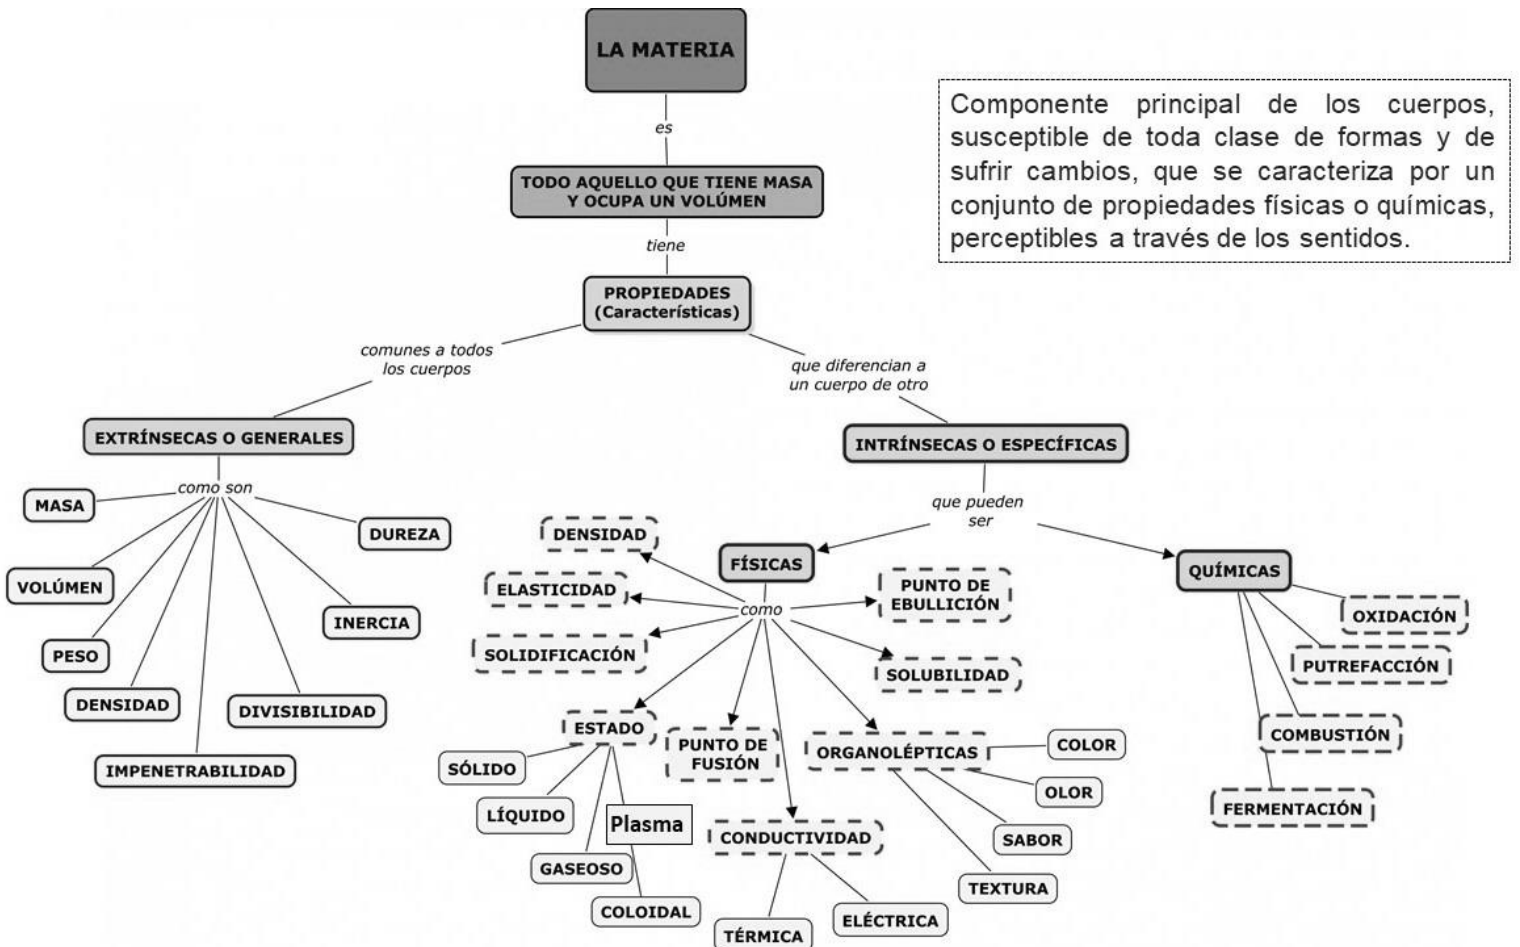 LA MATERIA
es
TODO AQUELLO QUE TIENE MASA
Y OCUPA UN VOLÚMEN
tiene
PROPIEDADES
(Características)
Componente principal de los cuerpos,
susceptible de toda clase de formas y de
sufrir cambios, que se caracteriza por un
conjunto de propiedades físicas o químicas,
perceptibles a través de los sentidos.
comunes a todos
los cuerpos
que diferencian a
un cuerpo de otro
EXTRÍNSECAS O GENERALES
como son
MASA
VOLÚMEN
PESO
DENSIDAD
IMPENETRABILIDAD
DIVISIBILIDAD
INERCIA
DUREZA
INTRÍNSECAS O ESPECÍFICAS
que pueden
ser
FÍSICAS
como
DENSIDAD
ELASTICIDAD
SOLIDIFICACIÓN
ESTADO
SÓLIDO
LÍQUIDO
GASEOSO
Plasma
COLOIDAL
PUNTO DE
FUSIÓN
CONDUCTIVIDAD
TÉRMICA
ELÉCTRICA
ORGANOLÉPTICAS
COLOR
OLOR
SABOR
TEXTURA
SOLUBILIDAD
PUNTO DE
EBULLICIÓN
QUÍMICAS
OXIDACIÓN
PUTREFACCIÓN
COMBUSTIÓN
FERMENTACIÓN